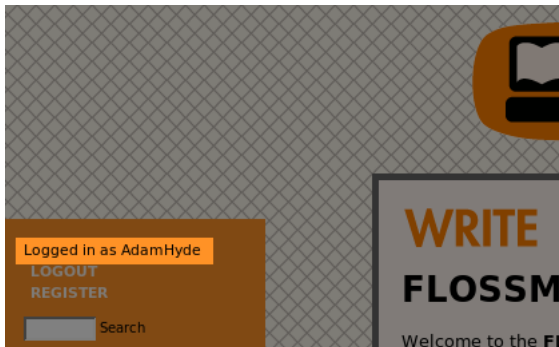 Logged in as AdamHyde
LOGOUT
REGISTER
Search
WRITE
FLOSSM
Welcome to the